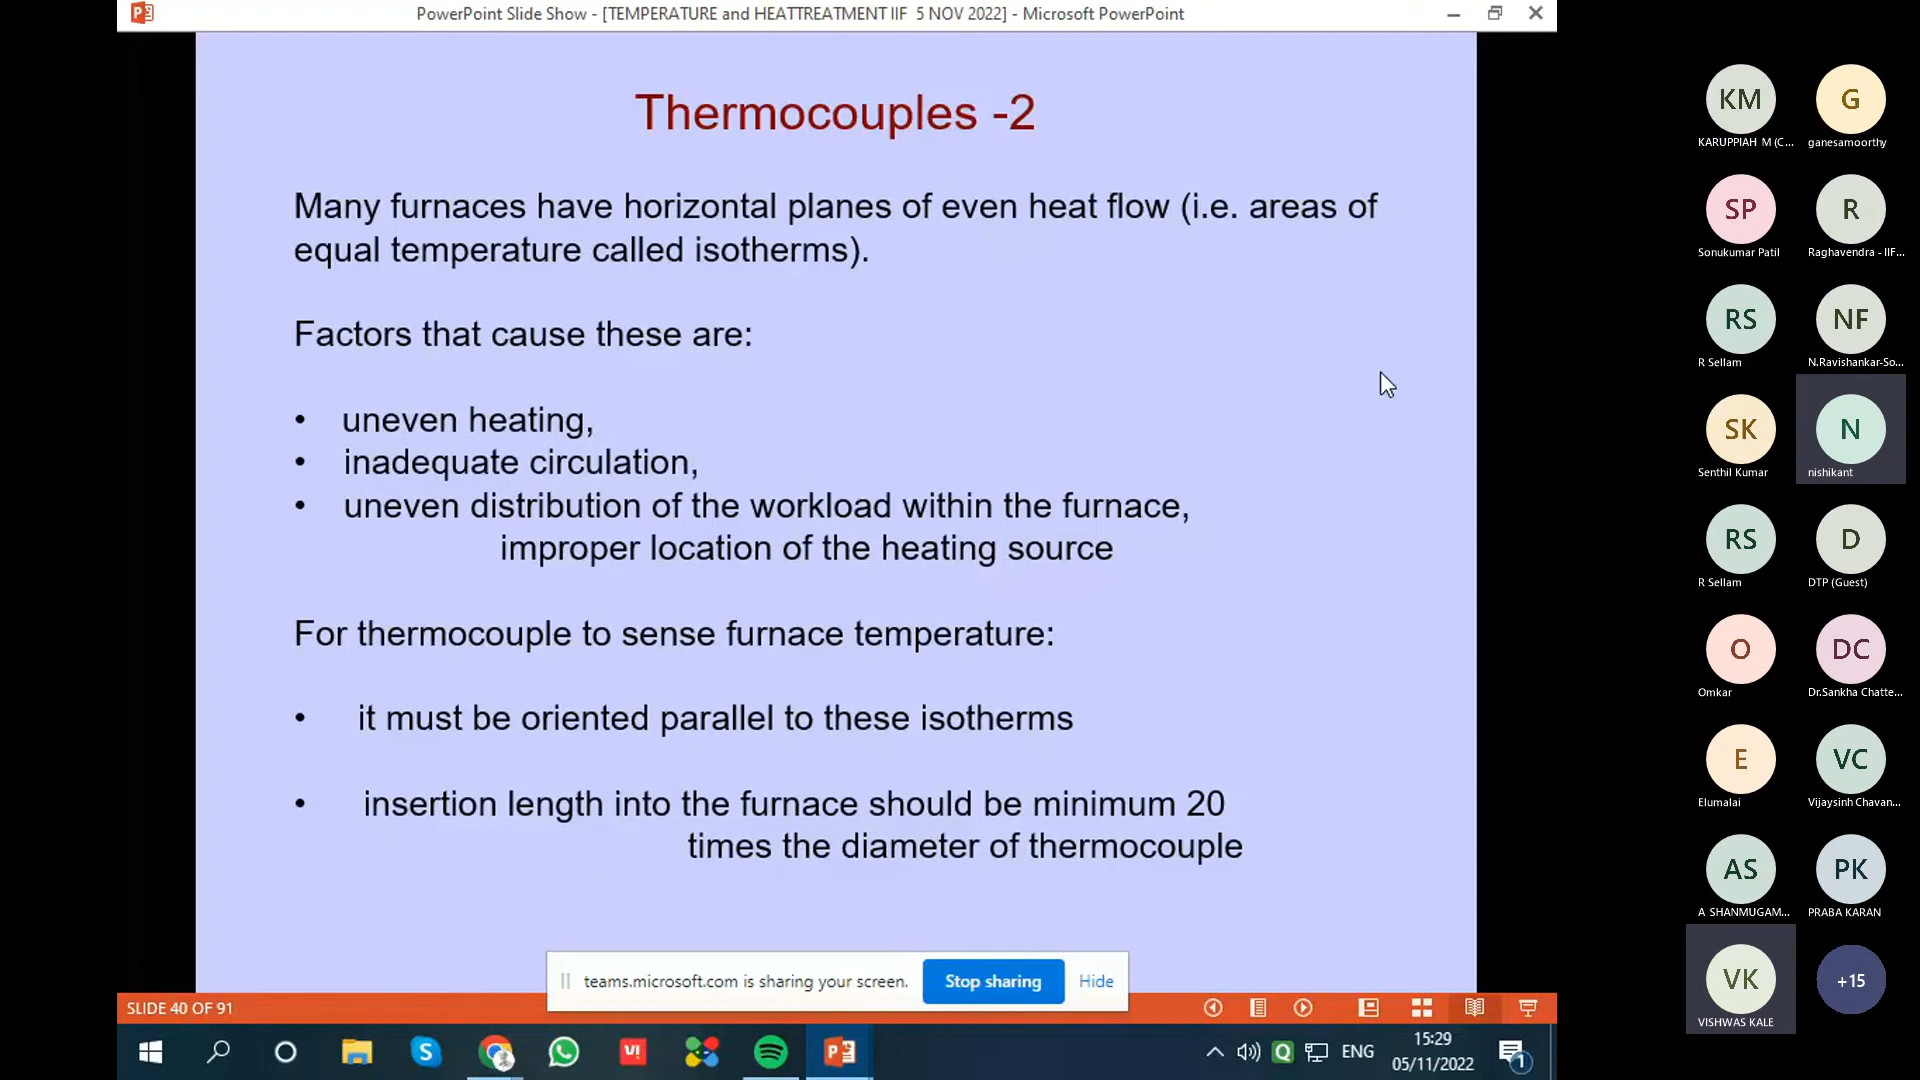 PowerPoint Slide Show - [TEMPERATURE and HEATTREATMENT IIF 5 NOV 2022] - Microsoft PowerPoint
Thermocouples -2
Many furnaces have horizontal planes of even heat flow (i.e. areas of
equal temperature called isotherms).
Factors that cause these are:
• uneven heating,
• inadequate circulation,
• uneven distribution of the workload within the furnace,
improper location of the heating source
For thermocouple to sense furnace temperature:
• it must be oriented parallel to these isotherms
• insertion length into the furnace should be minimum 20
times the diameter of thermocouple
teams.microsoft.com is sharing your screen.
Stop sharing
Hide
SLIDE 40 OF 91
ENG
15:29
05/11/2022
1
KM
KARUPPIAH M (C...
G
ganesamoorthy
SP
Sonukumar Patil
R
Raghavendra - IIF...
RS
R Sellam
NF
N.Ravishankar-So...
SK
Senthil Kumar
N
nishikant
RS
R Sellam
D
DTP (Guest)
O
Omkar
DC
Dr.Sankha Chatte...
E
Elumalai
VC
Vijaysinh Chavan...
AS
A SHANMUGAM...
PK
PRABA KARAN
VK
VISHWAS KALE
+15